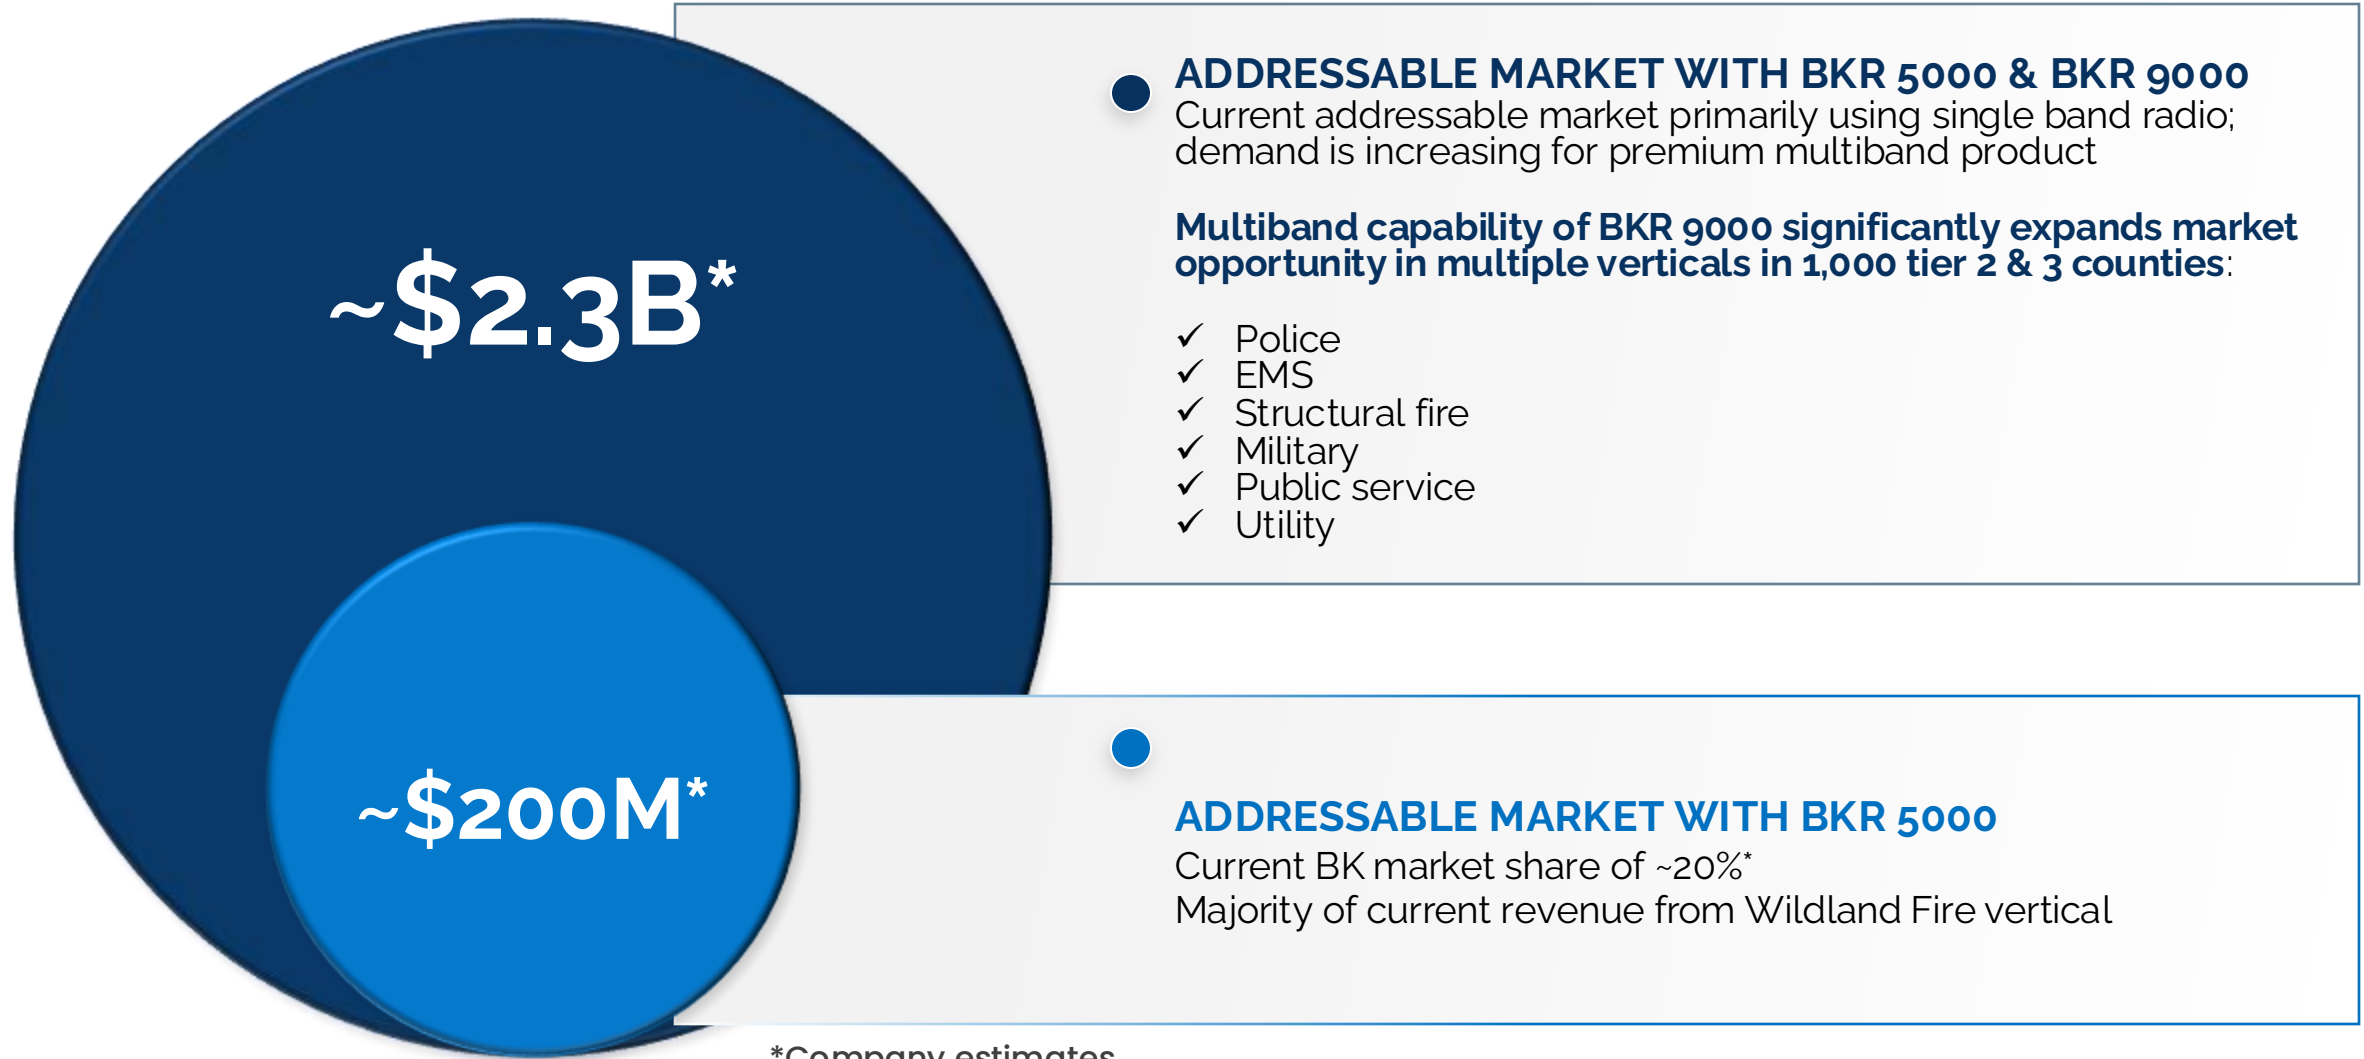 ADDRESSABLE MARKET WITH BKR 5000 & BKR 9000
Current addressable market primarily using single band radio;
demand is increasing for premium multiband product
Multiband capability of BKR 9000 significantly expands market
opportunity in multiple verticals in 1,000 tier 2 & 3 counties:
✓ Police
✓ EMS
✓ Structural fire
✓ Military
✓ Public service
✓ Utility
~$2.3B*
~$200M*
ADDRESSABLE MARKET WITH BKR 5000
Current BK market share of ~20%*
Majority of current revenue from Wildland Fire vertical
*Company estimates